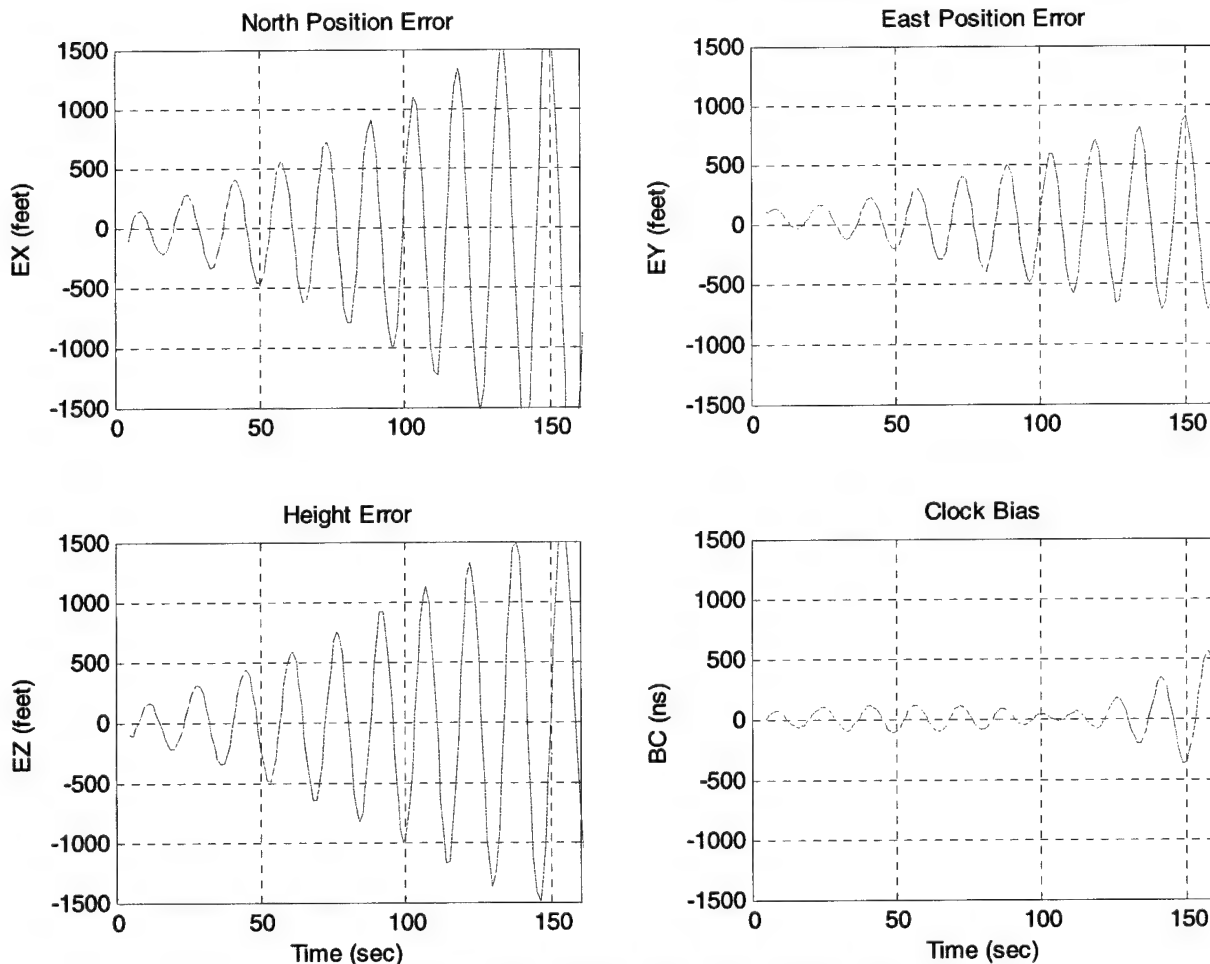 North Position Error
1500
1000
500
0
-500
-1000
-1500
EX (feet)
0 50 100 150
East Position Error
1500
1000
500
0
-500
-1000
-1500
EY (feet)
0 50 100 150
Height Error
1500
1000
500
0
-500
-1000
-1500
EZ (feet)
0 50 100 150
Time (sec)
Clock Bias
1500
1000
500
0
-500
-1000
-1500
BC (ns)
0 50 100 150
Time (sec)